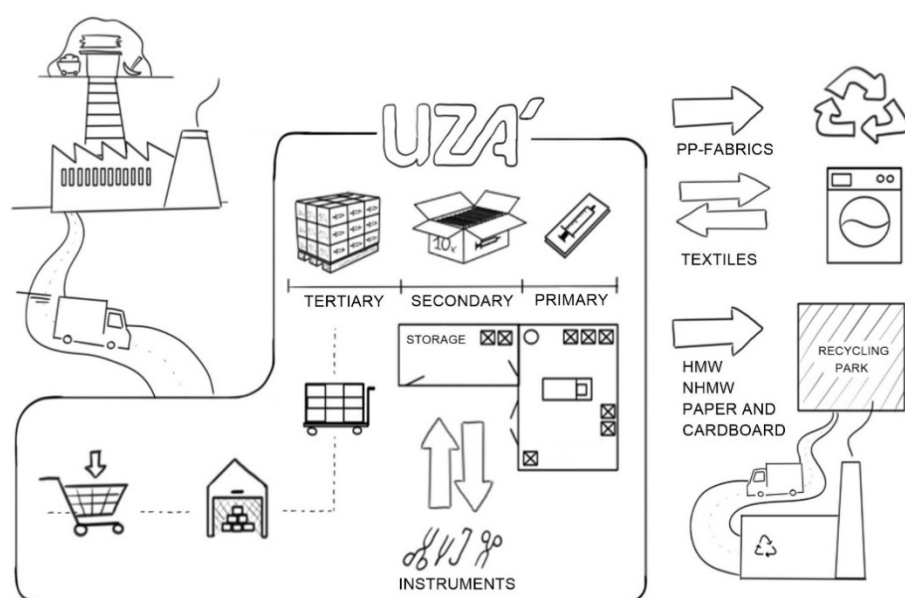 UZA'
PP-FABRICS
TEXTILES
10x
TERTIARY
SECONDARY
PRIMARY
STORAGE
HMW
NHMW
PAPER AND
CARDBOARD
RECYCLING
PARK
INSTRUMENTS